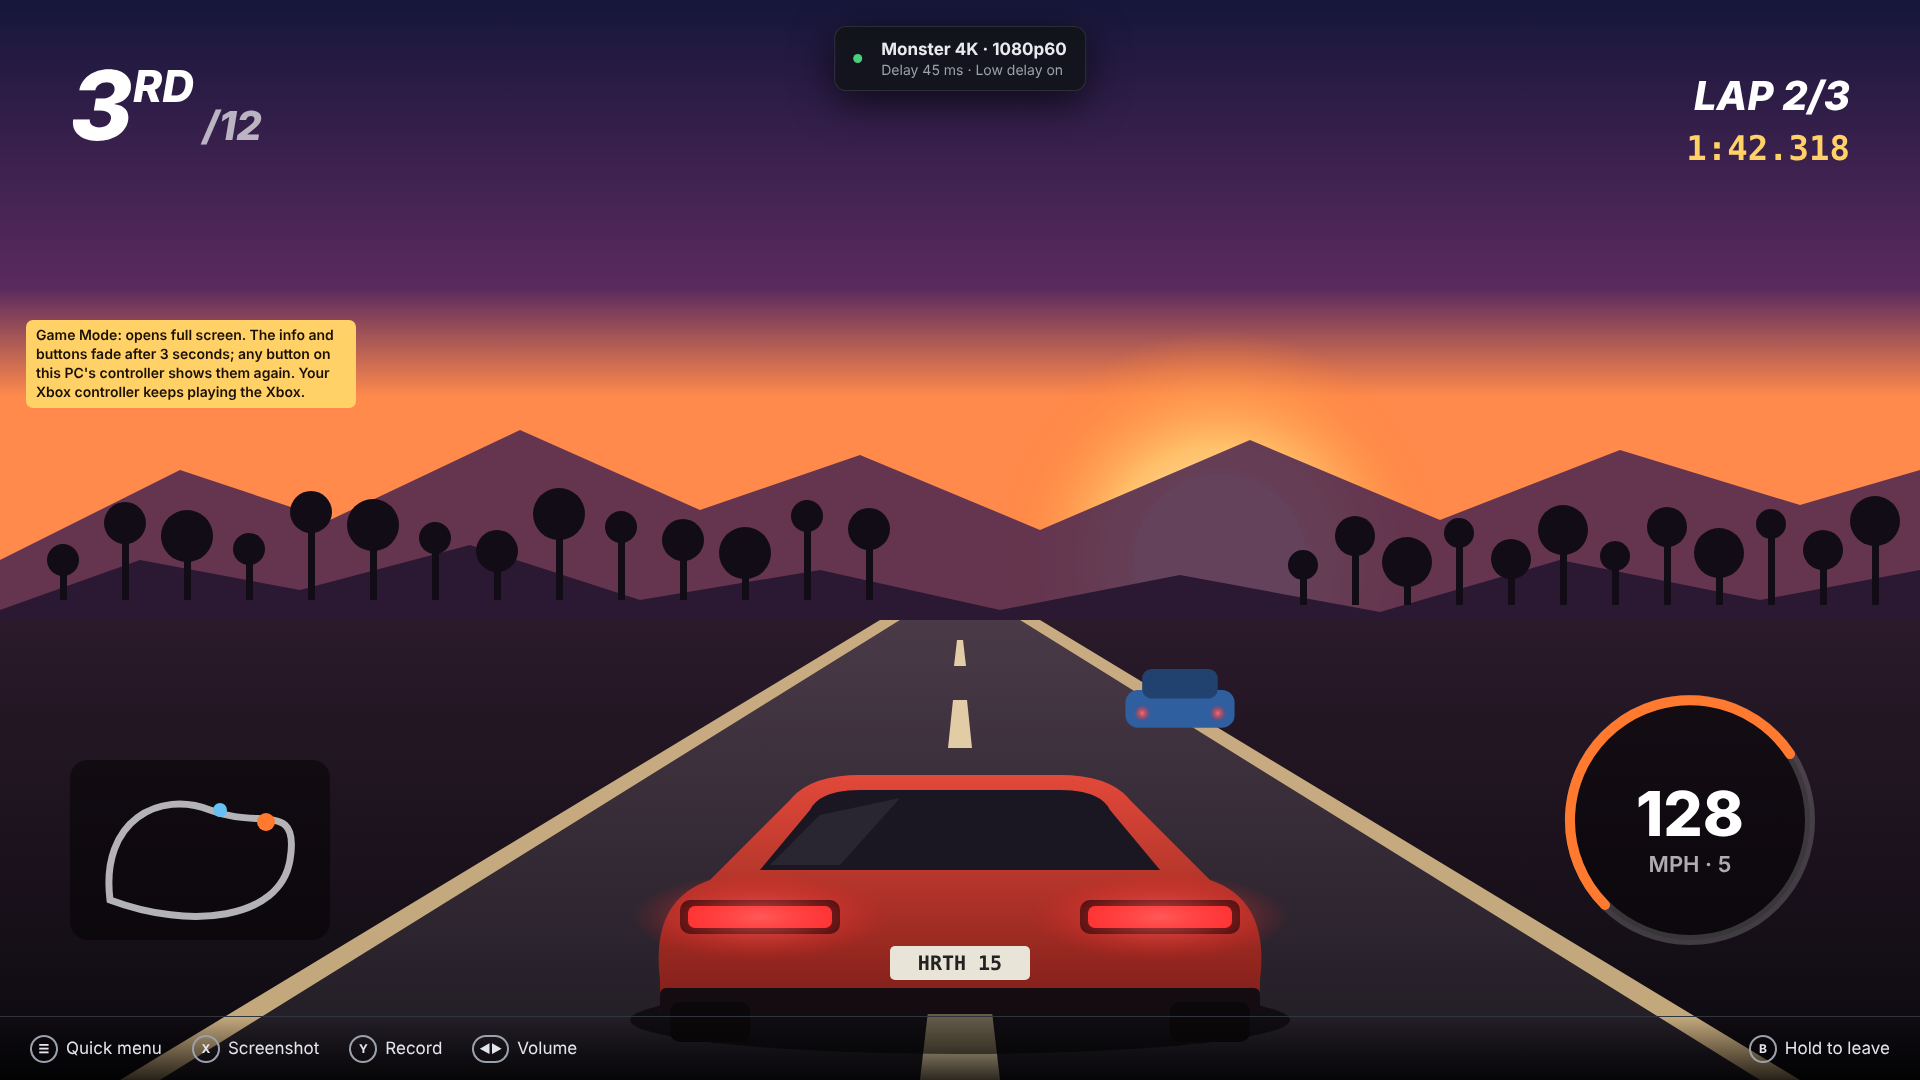 3RD /12
Monster 4K · 1080p60
Delay 45 ms · Low delay on
LAP 2/3
1:42.318
Game Mode: opens full screen. The info and
buttons fade after 3 seconds; any button on
this PC's controller shows them again. Your
Xbox controller keeps playing the Xbox.
128
MPH · 5
HRTH 15
Quick menu
X Screenshot
Y Record
Volume
B Hold to leave